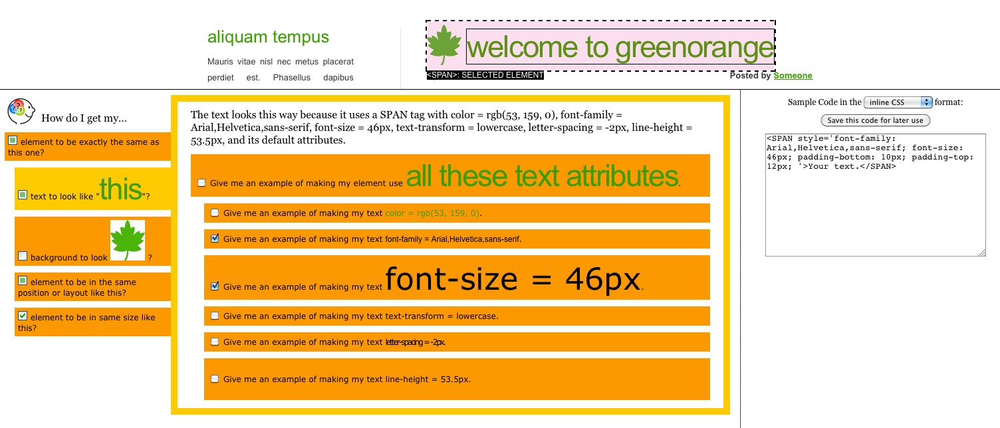 aliquam tempus
Mauris vitae nisl nec metus placerat
perdiet est. Phasellus dapibus
welcome to greenorange
<SPAN>: SELECTED ELEMENT
Posted by Someone
How do I get my...
element to be exactly the same as
this one?
text to look like "this"?
background to look ?
element to be in the same
position or layout like this?
element to be in same size like
this?
The text looks this way because it uses a SPAN tag with color = rgb(53, 159, 0), font-family =
Arial,Helvetica,sans-serif, font-size = 46px, text-transform = lowercase, letter-spacing = -2px, line-height =
53.5px, and its default attributes.
Give me an example of making my element use all these text attributes.
Give me an example of making my text color = rgb(53, 159, 0).
Give me an example of making my text font-family = Arial,Helvetica,sans-serif.
Give me an example of making my text font-size = 46px.
Give me an example of making my text text-transform = lowercase.
Give me an example of making my text letter-spacing = -2px.
Give me an example of making my text line-height = 53.5px.
Sample Code in the inline CSS format:
Save this code for later use
<SPAN style='font-family:
Arial,Helvetica,sans-serif; font-size:
46px; padding-bottom: 10px; padding-top:
12px; '>Your text.</SPAN>